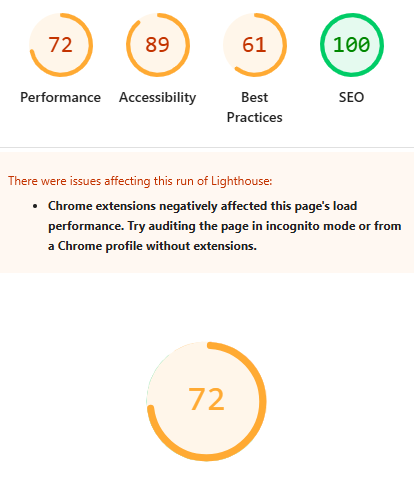 72 89 61 100
Performance Accessibility Best Practices SEO
There were issues affecting this run of Lighthouse:
• Chrome extensions negatively affected this page's load
performance. Try auditing the page in incognito mode or from
a Chrome profile without extensions.
72